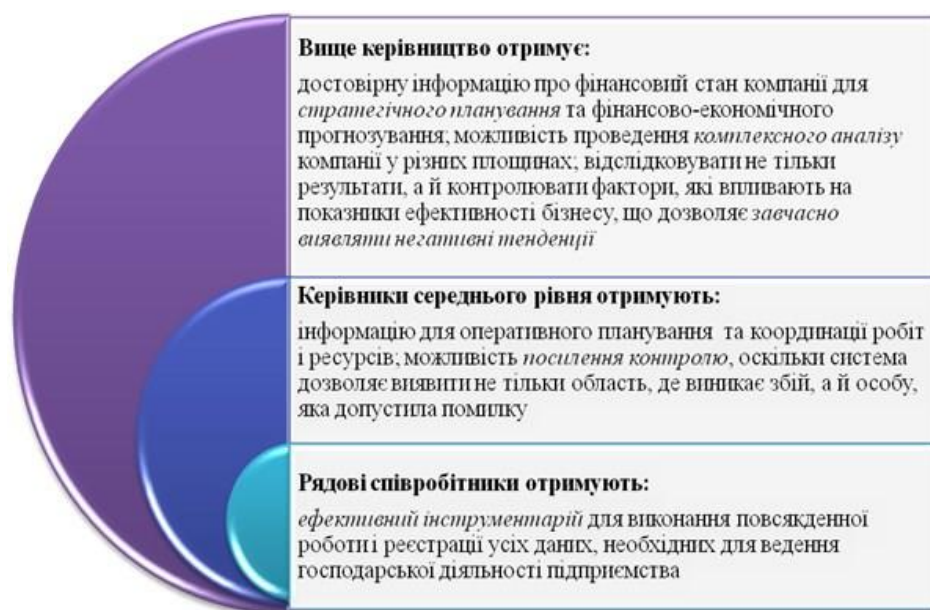 Вище керівництво отримує:
достовірну інформацію про фінансовий стан компанії для
стратегічного планування та фінансово-економічного
прогнозування; можливість проведення комплексного аналізу
компанії у різних площинах; відслідковувати не тільки
результати, а й контролювати фактори, які впливають на
показники ефективності бізнесу, що дозволяє завчасно
виявляти негативні тенденції
Керівники середнього рівня отримують:
інформацію для оперативного планування та координації робіт
і ресурсів; можливість посилення контролю, оскільки система
дозволяє виявити не тільки область, де виникає збій, а й особу,
яка допустила помилку
Рядові співробітники отримують:
ефективний інструментарій для виконання повсякденної
роботи і реєстрації усіх даних, необхідних для ведення
господарської діяльності підприємства